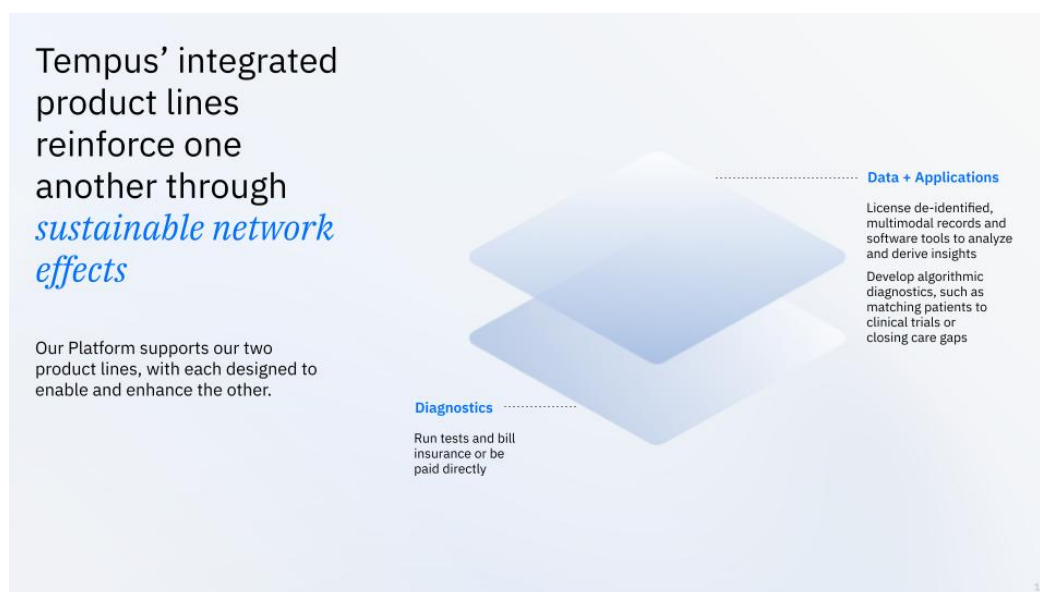 Tempus’ integrated
product lines
reinforce one
another through
sustainable network
effects
Our Platform supports our two
product lines, with each designed to
enable and enhance the other.
Data + Applications
License de-identified,
multimodal records and
software tools to analyze
and derive insights
Develop algorithmic
diagnostics, such as
matching patients to
clinical trials or
closing care gaps
Diagnostics
Run tests and bill
insurance or be
paid directly